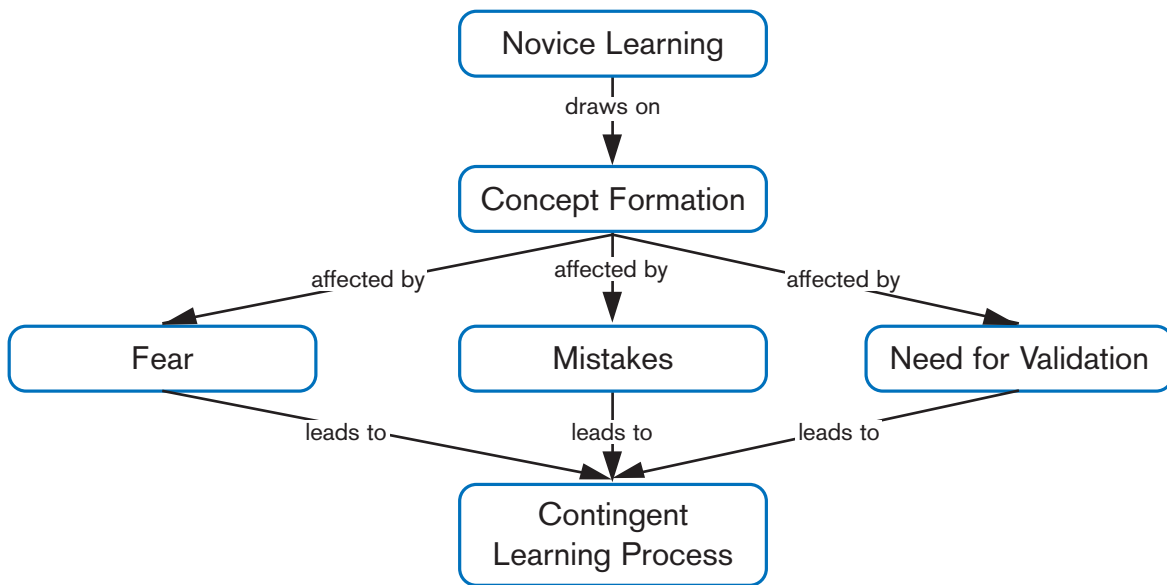 Novice Learning
draws on
Concept Formation
affected by
affected by
affected by
Fear
Mistakes
Need for Validation
leads to
leads to
leads to
Contingent
Learning Process